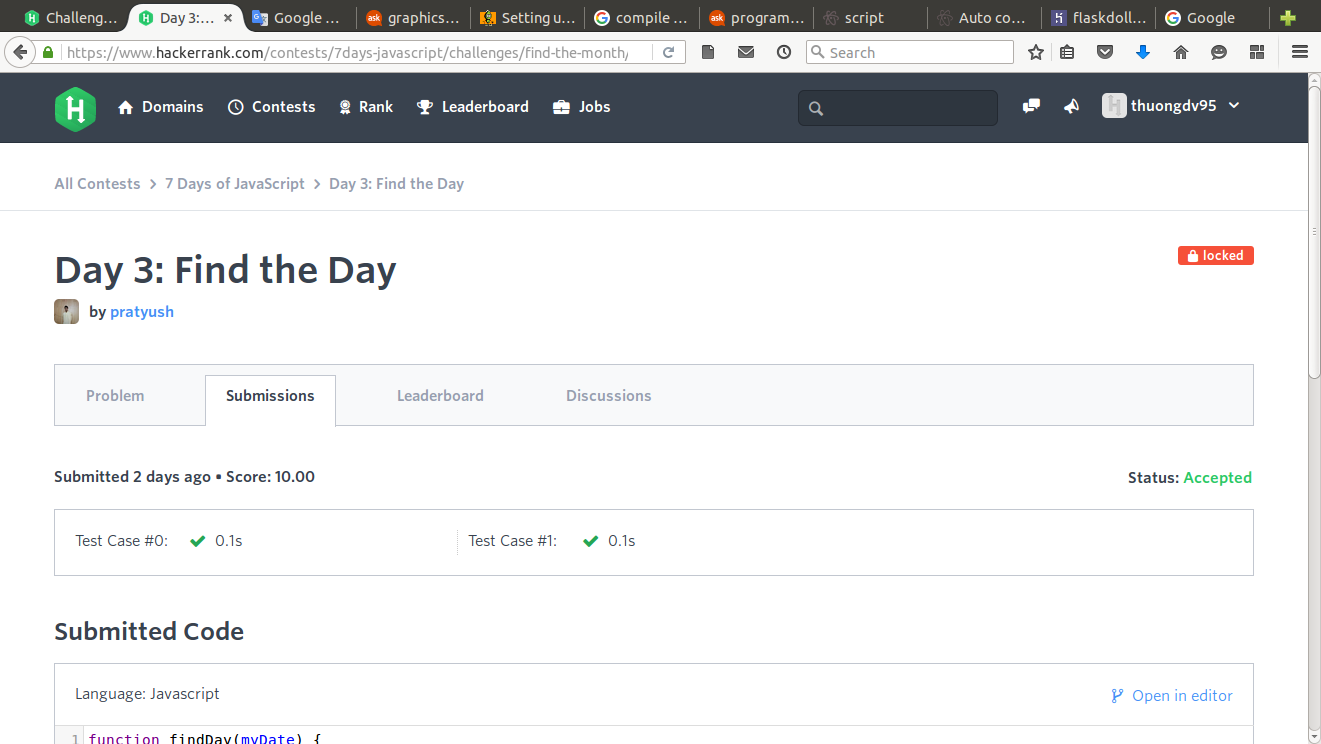 Challeng... Day 3:... × Google ... graphics... Setting u... compile ... program... script Auto co... flaskdoll... Google
https://www.hackerrank.com/contests/7days-javascript/challenges/find-the-month/ Search
H Domains Contests Rank Leaderboard Jobs H thuongdv95
All Contests > 7 Days of JavaScript > Day 3: Find the Day
Day 3: Find the Day locked
by pratyush
Problem Submissions Leaderboard Discussions
Submitted 2 days ago • Score: 10.00 Status: Accepted
Test Case #0: 0.1s Test Case #1: 0.1s
Submitted Code
Language: Javascript Open in editor
1 function findDay(myDate) {